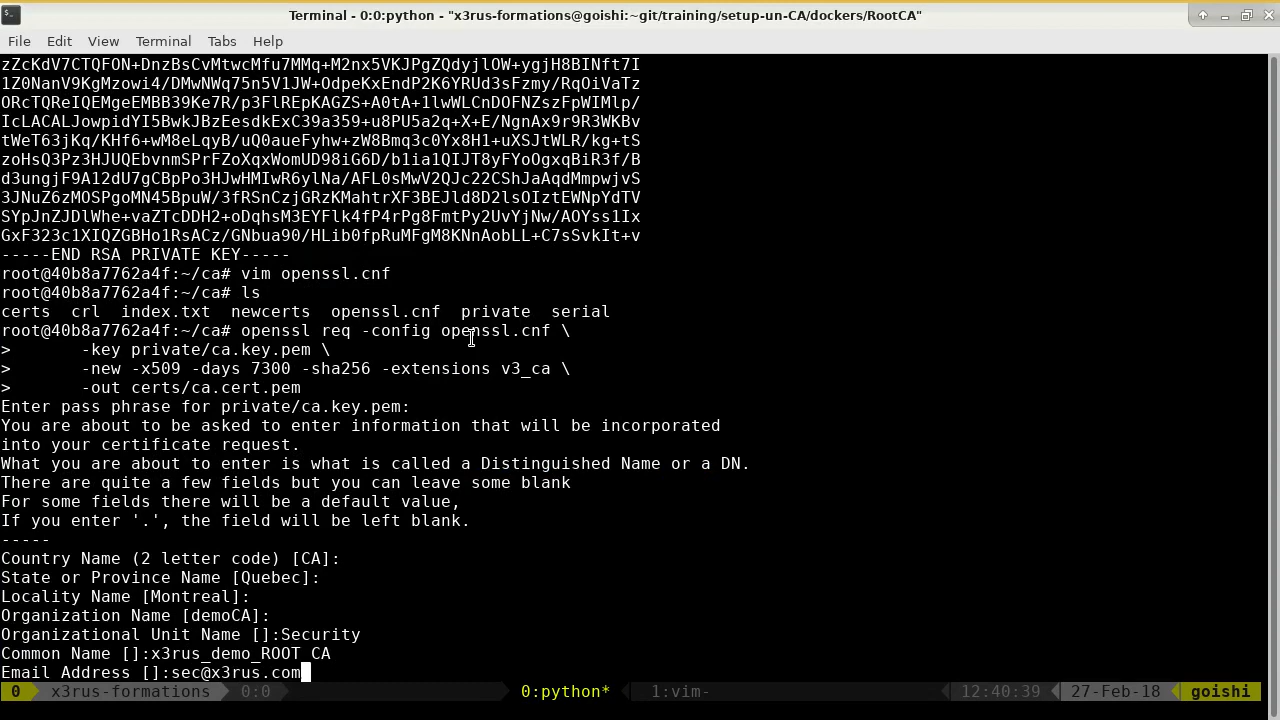 Terminal - 0:0:python - "x3rus-formations@goishi:~git/training/setup-un-CA/dockers/RootCA"
File Edit View Terminal Tabs Help
zZcKdV7CTQFON+DnzBsCvMtwcMfu7MMq+M2nx5VKJPgZQdyjlOW+ygjH8BINft7I
1Z0NanV9KgMzowi4/DMwNWq75n5V1JW+OdpeKxEndP2K6YRUd3sFzmy/RqOiVaTz
ORcTQReIQEMgeEMBB39Ke7R/p3FlREpKAGZS+A0tA+1lwWLCnDOFNZszFpWIMlp/
IcLACALJowpidYI5BwkJBzEesdkExC39a359+u8PU5a2q+X+E/NgnAx9r9R3WKBv
tWeT63jKq/KHf6+wM8eLqyB/uQ0aueFyhw+zW8Bmq3c0Yx8H1+uXSJtWLR/kg+tS
zoHsQ3Pz3HJUQEbvnmSPrFZoXqxWomUD98iG6D/b1ia1QIJT8yFYoOgxqBiR3f/B
d3ungjF9A12dU7gCBpPo3HJwHMIwR6ylNa/AFL0sMwV2QJc22CShJaAqdMmpwjvS
3JNuZ6zMOSPgoMN45BpuW/3fRSnCzjGRzKMahtrXF3BEJld8D2lsOIztEWNpYdTV
SYpJnZJDlWhe+vaZTcDDH2+oDqhsM3EYFlk4fP4rPg8FmtPy2UvYjNw/AOYss1Ix
GxF323c1XIQZGBHo1RsACz/GNbua90/HLib0fpRuMFgM8KNnAobLL+C7sSvkIt+v
-----END RSA PRIVATE KEY-----
root@40b8a7762a4f:~/ca# vim openssl.cnf
root@40b8a7762a4f:~/ca# ls
certs crl index.txt newcerts openssl.cnf private serial
root@40b8a7762a4f:~/ca# openssl req -config openssl.cnf \
> -key private/ca.key.pem \
> -new -x509 -days 7300 -sha256 -extensions v3_ca \
> -out certs/ca.cert.pem
Enter pass phrase for private/ca.key.pem:
You are about to be asked to enter information that will be incorporated
into your certificate request.
What you are about to enter is what is called a Distinguished Name or a DN.
There are quite a few fields but you can leave some blank
For some fields there will be a default value,
If you enter '.', the field will be left blank.
-----
Country Name (2 letter code) [CA]:
State or Province Name [Quebec]:
Locality Name [Montreal]:
Organization Name [demoCA]:
Organizational Unit Name []:Security
Common Name []:x3rus_demo_ROOT CA
Email Address []:sec@x3rus.com
0 x3rus-formations 0:0 0:python* 1:vim- 12:40:39 27-Feb-18 goishi